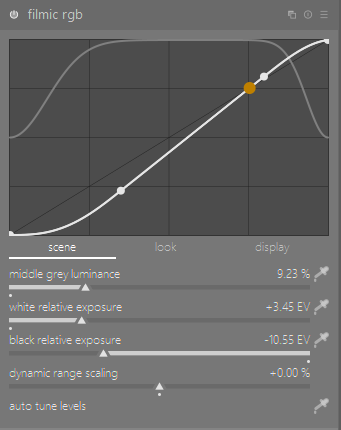 filmic rgb
scene look display
middle grey luminance 9.23 %
white relative exposure +3.45 EV
black relative exposure -10.55 EV
dynamic range scaling +0.00 %
auto tune levels